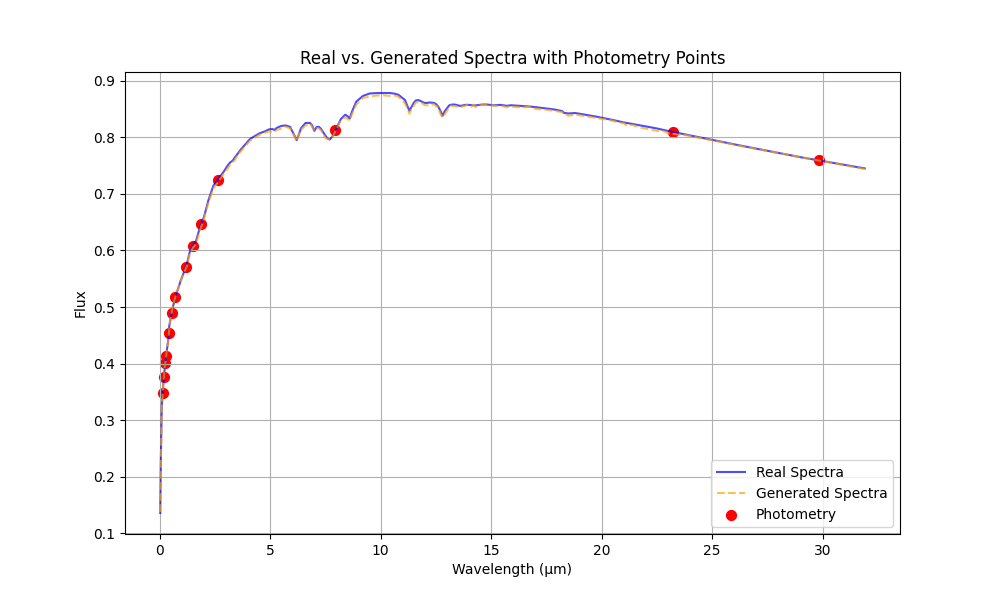 Real vs. Generated Spectra with Photometry Points
0.9
0.8
0.7
0.6
0.5
0.4
0.3
0.2
0.1
Flux
0 5 10 15 20 25 30
Wavelength (μm)
Real Spectra
Generated Spectra
Photometry